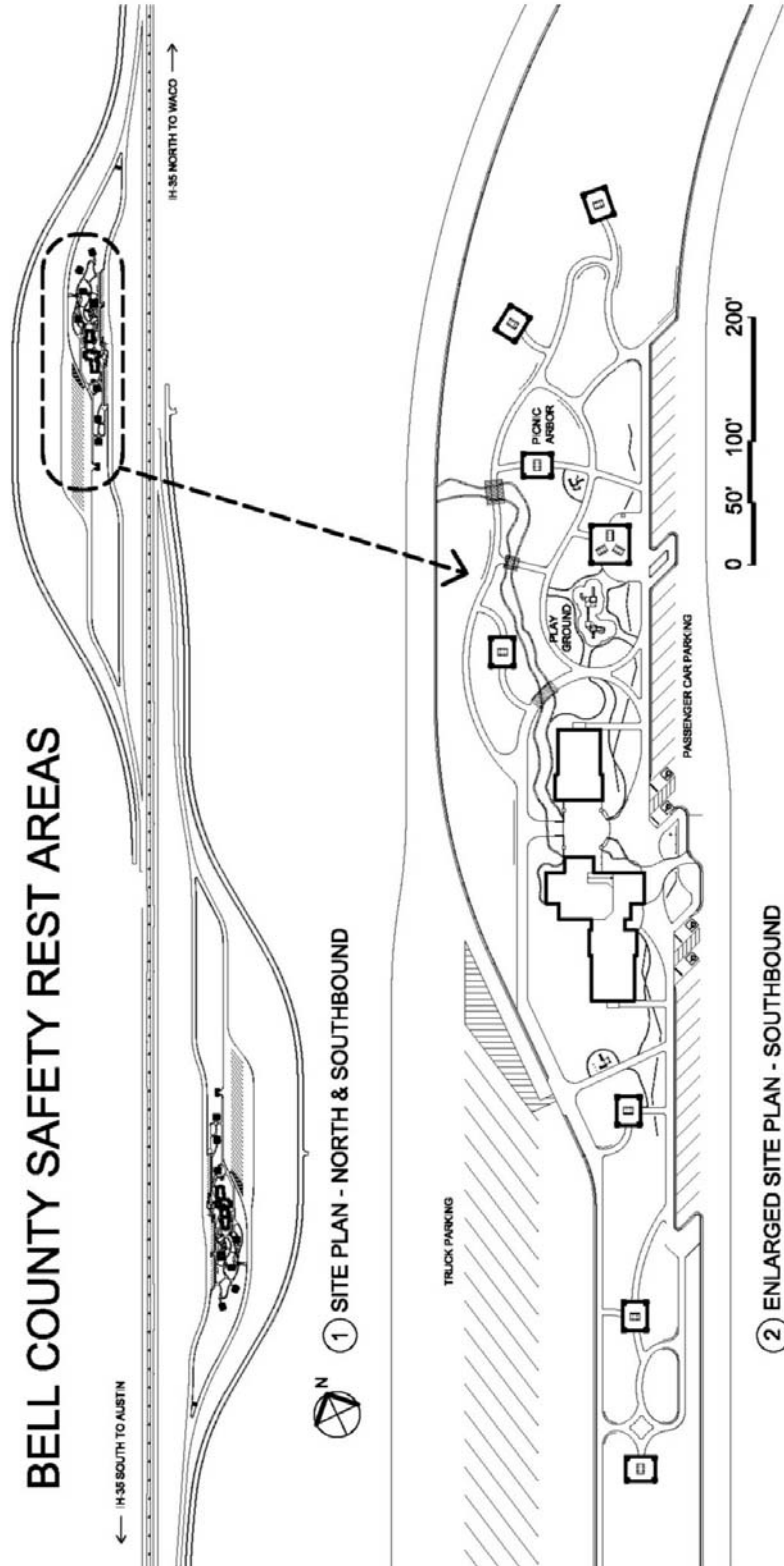 BELL COUNTY SAFETY REST AREAS
← IH-35 SOUTH TO AUSTIN
IH-35 NORTH TO WACO →
N
1 SITE PLAN - NORTH & SOUTHBOUND
TRUCK PARKING
PLAY
GROUND
PICNIC
ARBOR
PASSENGER CAR PARKING
0 50' 100' 200'
2 ENLARGED SITE PLAN - SOUTHBOUND